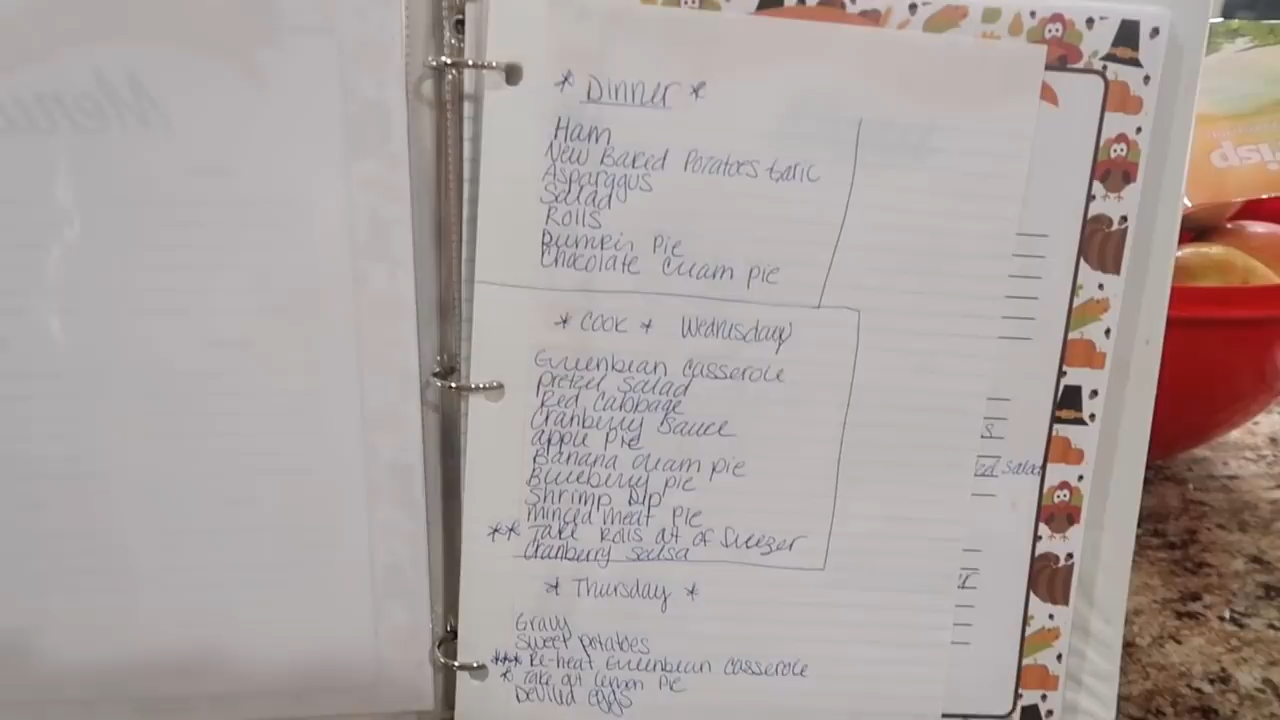 Menu
* Dinner *
Ham
New Baked Potatoes Garlic
Asparagus
Salad
Rolls
Pumpkin Pie
Chocolate cream pie
* Cook * Wednesday
Greenbean casserole
Pretzel Salad
Red Cabbage
Cranberry Sauce
apple pie
Banana cream pie
Blueberry pie
Shrimp Dip
minced meat pie
** Take Rolls out of freezer
Cranberry salsa
* Thursday *
Gravy
Sweet potatoes
*** Re-heat Greenbean Casserole
* Take out lemon pie
Deviled eggs
s
salad
isp